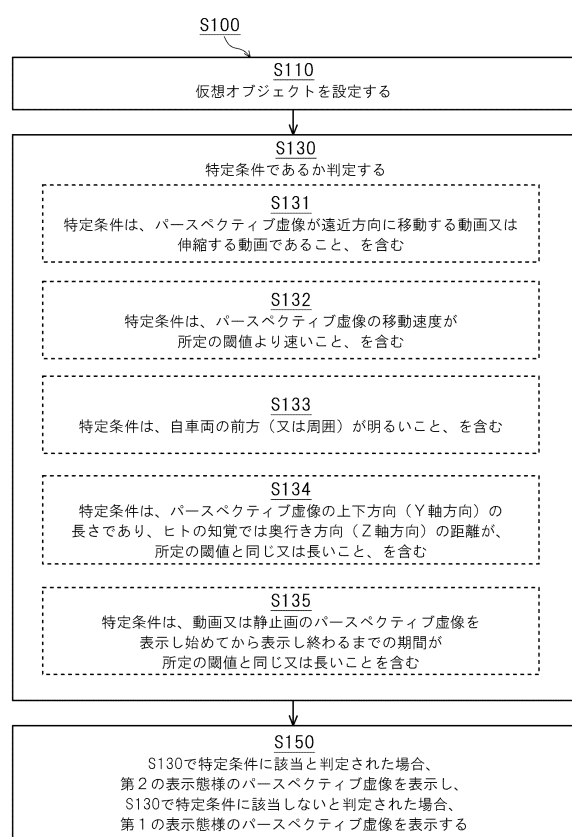 S100
S110
仮想オブジェクトを設定する
S130
特定条件であるか判定する
S131
特定条件は、パースペクティブ虚像が遠近方向に移動する動画又は
伸縮する動画であること、を含む
S132
特定条件は、パースペクティブ虚像の移動速度が
所定の閾値より速いこと、を含む
S133
特定条件は、自車両の前方（又は周囲）が明るいこと、を含む
S134
特定条件は、パースペクティブ虚像の上下方向（Y軸方向）の
長さであり、ヒトの知覚では奥行き方向（Z軸方向）の距離が、
所定の閾値と同じ又は長いこと、を含む
S135
特定条件は、動画又は静止画のパースペクティブ虚像を
表示し始めてから表示し終わるまでの期間が
所定の閾値と同じ又は長いことを含む
S150
S130で特定条件に該当と判定された場合、
第２の表示態様のパースペクティブ虚像を表示し、
S130で特定条件に該当しないと判定された場合、
第１の表示態様のパースペクティブ虚像を表示する